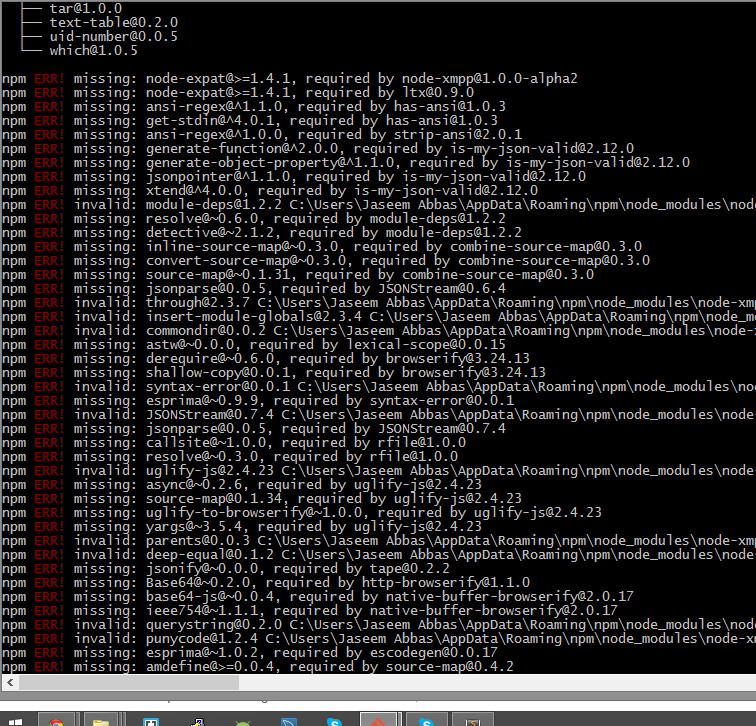 ├── tar@1.0.0
├── text-table@0.2.0
├── uid-number@0.0.5
└── which@1.0.5
npm ERR! missing: node-expat@>=1.4.1, required by node-xmpp@1.0.0-alpha2
npm ERR! missing: node-expat@>=1.4.1, required by ltx@0.9.0
npm ERR! missing: ansi-regex@^1.1.0, required by has-ansi@1.0.3
npm ERR! missing: get-stdin@^4.0.1, required by has-ansi@1.0.3
npm ERR! missing: ansi-regex@^1.0.0, required by strip-ansi@2.0.1
npm ERR! missing: generate-function@^2.0.0, required by is-my-json-valid@2.12.0
npm ERR! missing: generate-object-property@^1.1.0, required by is-my-json-valid@2.12.0
npm ERR! missing: jsonpointer@^1.1.0, required by is-my-json-valid@2.12.0
npm ERR! missing: xtend@^4.0.0, required by is-my-json-valid@2.12.0
npm ERR! invalid: module-deps@1.2.2 C:\Users\Jaseem Abbas\AppData\Roaming\npm\node_modules\node
npm ERR! missing: resolve@~0.6.0, required by module-deps@1.2.2
npm ERR! missing: detective@~2.1.2, required by module-deps@1.2.2
npm ERR! missing: inline-source-map@~0.3.0, required by combine-source-map@0.3.0
npm ERR! missing: convert-source-map@~0.3.0, required by combine-source-map@0.3.0
npm ERR! missing: source-map@~0.1.31, required by combine-source-map@0.3.0
npm ERR! missing: jsonparse@0.0.5, required by JSONStream@0.6.4
npm ERR! invalid: through@2.3.7 C:\Users\Jaseem Abbas\AppData\Roaming\npm\node_modules\node-xmp
npm ERR! invalid: insert-module-globals@2.3.4 C:\Users\Jaseem Abbas\AppData\Roaming\npm\node_m
npm ERR! invalid: commondir@0.0.2 C:\Users\Jaseem Abbas\AppData\Roaming\npm\node_modules\node-x
npm ERR! missing: astw@~0.0.0, required by lexical-scope@0.0.15
npm ERR! missing: derequire@~0.6.0, required by browserify@3.24.13
npm ERR! missing: shallow-copy@0.0.1, required by browserify@3.24.13
npm ERR! invalid: syntax-error@0.0.1 C:\Users\Jaseem Abbas\AppData\Roaming\npm\node_modules\nod
npm ERR! missing: esprima@~0.9.9, required by syntax-error@0.0.1
npm ERR! invalid: JSONStream@0.7.4 C:\Users\Jaseem Abbas\AppData\Roaming\npm\node_modules\node-
npm ERR! missing: jsonparse@0.0.5, required by JSONStream@0.7.4
npm ERR! missing: callsite@~1.0.0, required by rfile@1.0.0
npm ERR! missing: resolve@~0.3.0, required by rfile@1.0.0
npm ERR! invalid: uglify-js@2.4.23 C:\Users\Jaseem Abbas\AppData\Roaming\npm\node_modules\node-
npm ERR! missing: async@~0.2.6, required by uglify-js@2.4.23
npm ERR! missing: source-map@0.1.34, required by uglify-js@2.4.23
npm ERR! missing: uglify-to-browserify@~1.0.0, required by uglify-js@2.4.23
npm ERR! missing: yargs@~3.5.4, required by uglify-js@2.4.23
npm ERR! invalid: parents@0.0.3 C:\Users\Jaseem Abbas\AppData\Roaming\npm\node_modules\node-xmp
npm ERR! invalid: deep-equal@0.1.2 C:\Users\Jaseem Abbas\AppData\Roaming\npm\node_modules\node-
npm ERR! missing: jsonify@~0.0.0, required by tape@0.2.2
npm ERR! missing: Base64@~0.2.0, required by http-browserify@1.1.0
npm ERR! missing: base64-js@~0.0.4, required by native-buffer-browserify@2.0.17
npm ERR! missing: ieee754@~1.1.1, required by native-buffer-browserify@2.0.17
npm ERR! invalid: querystring@0.2.0 C:\Users\Jaseem Abbas\AppData\Roaming\npm\node_modules\node
npm ERR! invalid: punycode@1.2.4 C:\Users\Jaseem Abbas\AppData\Roaming\npm\node_modules\node-xm
npm ERR! missing: esprima@~1.0.2, required by escodegen@0.0.17
npm ERR! missing: amdefine@>=0.0.4, required by source-map@0.4.2